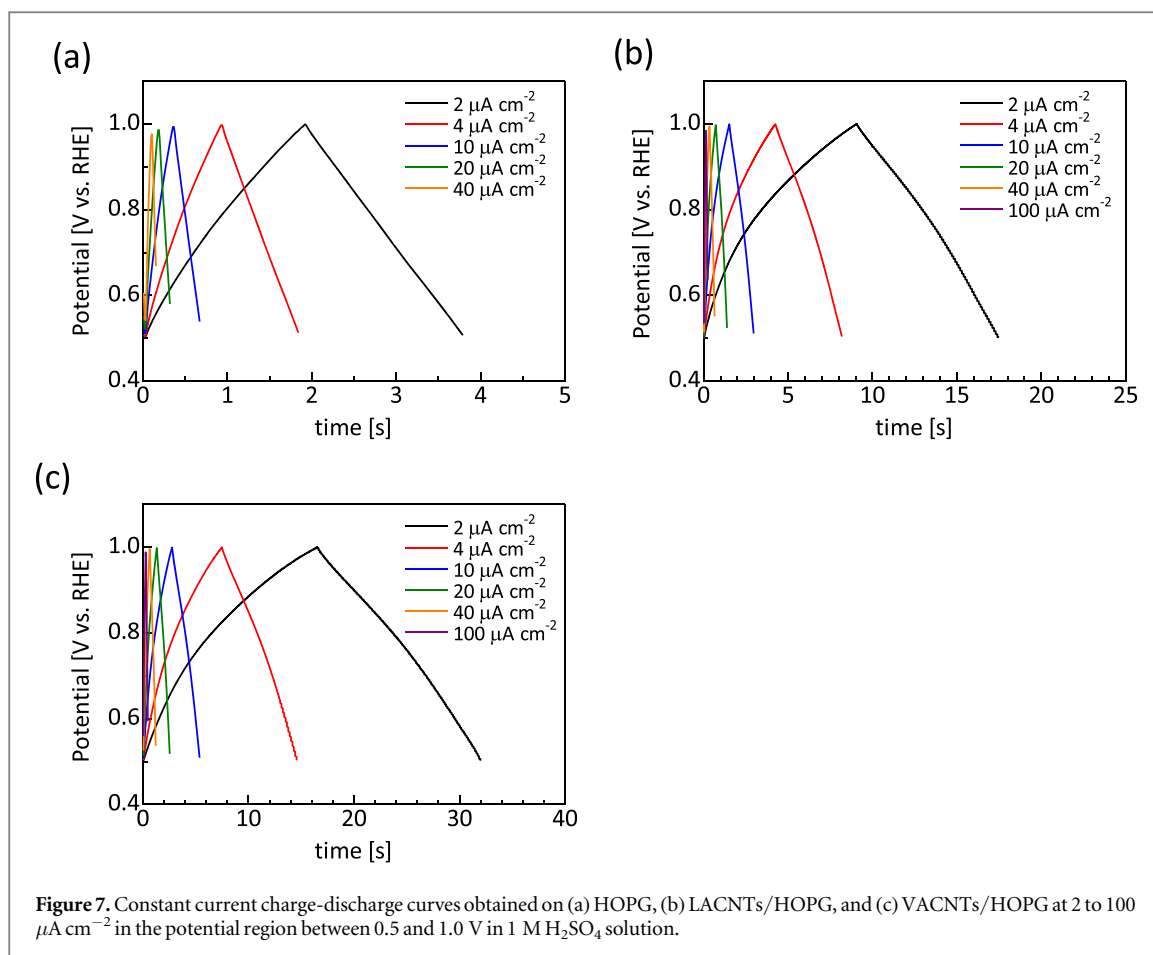 (a)
Potential [V vs. RHE]
1.0
0.8
0.6
0.4
0 1 2 3 4 5
time [s]
2 μA cm⁻²
4 μA cm⁻²
10 μA cm⁻²
20 μA cm⁻²
40 μA cm⁻²
(b)
Potential [V vs. RHE]
1.0
0.8
0.6
0.4
0 5 10 15 20 25
time [s]
2 μA cm⁻²
4 μA cm⁻²
10 μA cm⁻²
20 μA cm⁻²
40 μA cm⁻²
100 μA cm⁻²
(c)
Potential [V vs. RHE]
1.0
0.8
0.6
0.4
0 10 20 30 40
time [s]
2 μA cm⁻²
4 μA cm⁻²
10 μA cm⁻²
20 μA cm⁻²
40 μA cm⁻²
100 μA cm⁻²
Figure 7. Constant current charge-discharge curves obtained on (a) HOPG, (b) LACNTs/HOPG, and (c) VACNTs/HOPG at 2 to 100
μA cm⁻² in the potential region between 0.5 and 1.0 V in 1 M H₂SO₄ solution.